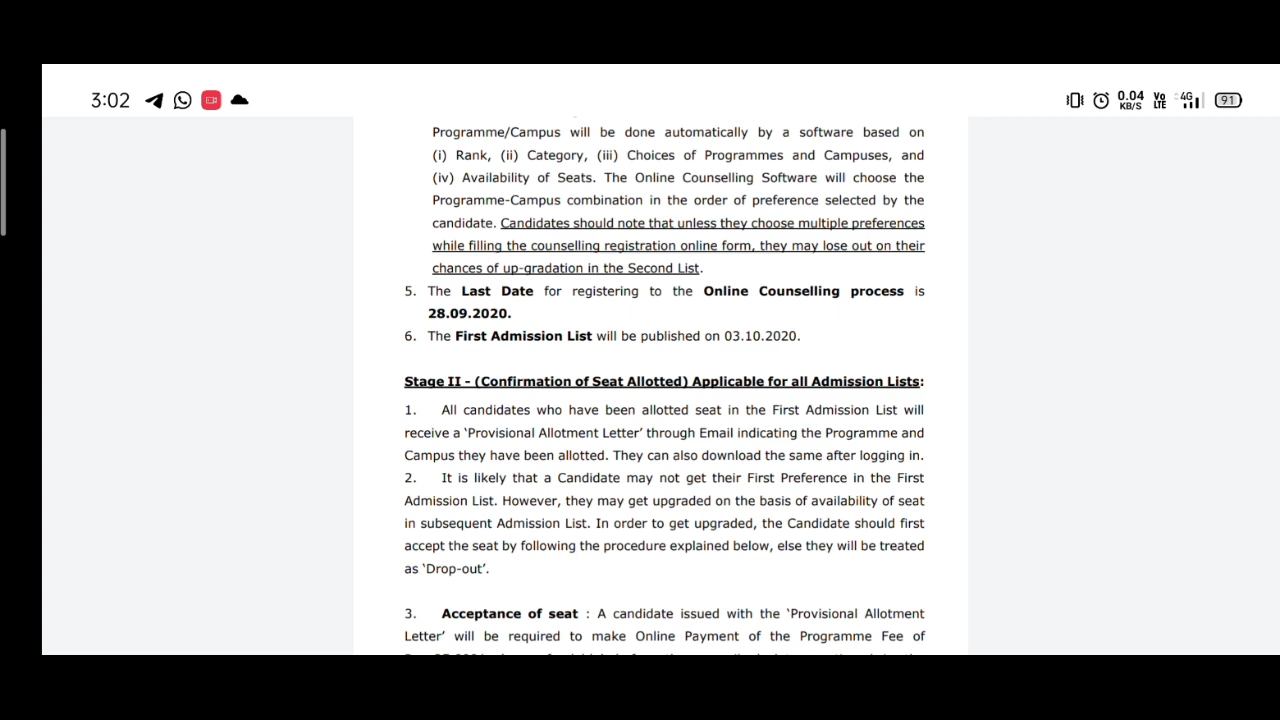 3:02
0.04
KB/S
Vo
LTE
4G
91
Programme/Campus will be done automatically by a software based on
(i) Rank, (ii) Category, (iii) Choices of Programmes and Campuses, and
(iv) Availability of Seats. The Online Counselling Software will choose the
Programme-Campus combination in the order of preference selected by the
candidate. Candidates should note that unless they choose multiple preferences
while filling the counselling registration online form, they may lose out on their
chances of up-gradation in the Second List.
5. The Last Date for registering to the Online Counselling process is
28.09.2020.
6. The First Admission List will be published on 03.10.2020.
Stage II - (Confirmation of Seat Allotted) Applicable for all Admission Lists:
1. All candidates who have been allotted seat in the First Admission List will
receive a ‘Provisional Allotment Letter’ through Email indicating the Programme and
Campus they have been allotted. They can also download the same after logging in.
2. It is likely that a Candidate may not get their First Preference in the First
Admission List. However, they may get upgraded on the basis of availability of seat
in subsequent Admission List. In order to get upgraded, the Candidate should first
accept the seat by following the procedure explained below, else they will be treated
as ‘Drop-out’.
3. Acceptance of seat : A candidate issued with the ‘Provisional Allotment
Letter’ will be required to make Online Payment of the Programme Fee of